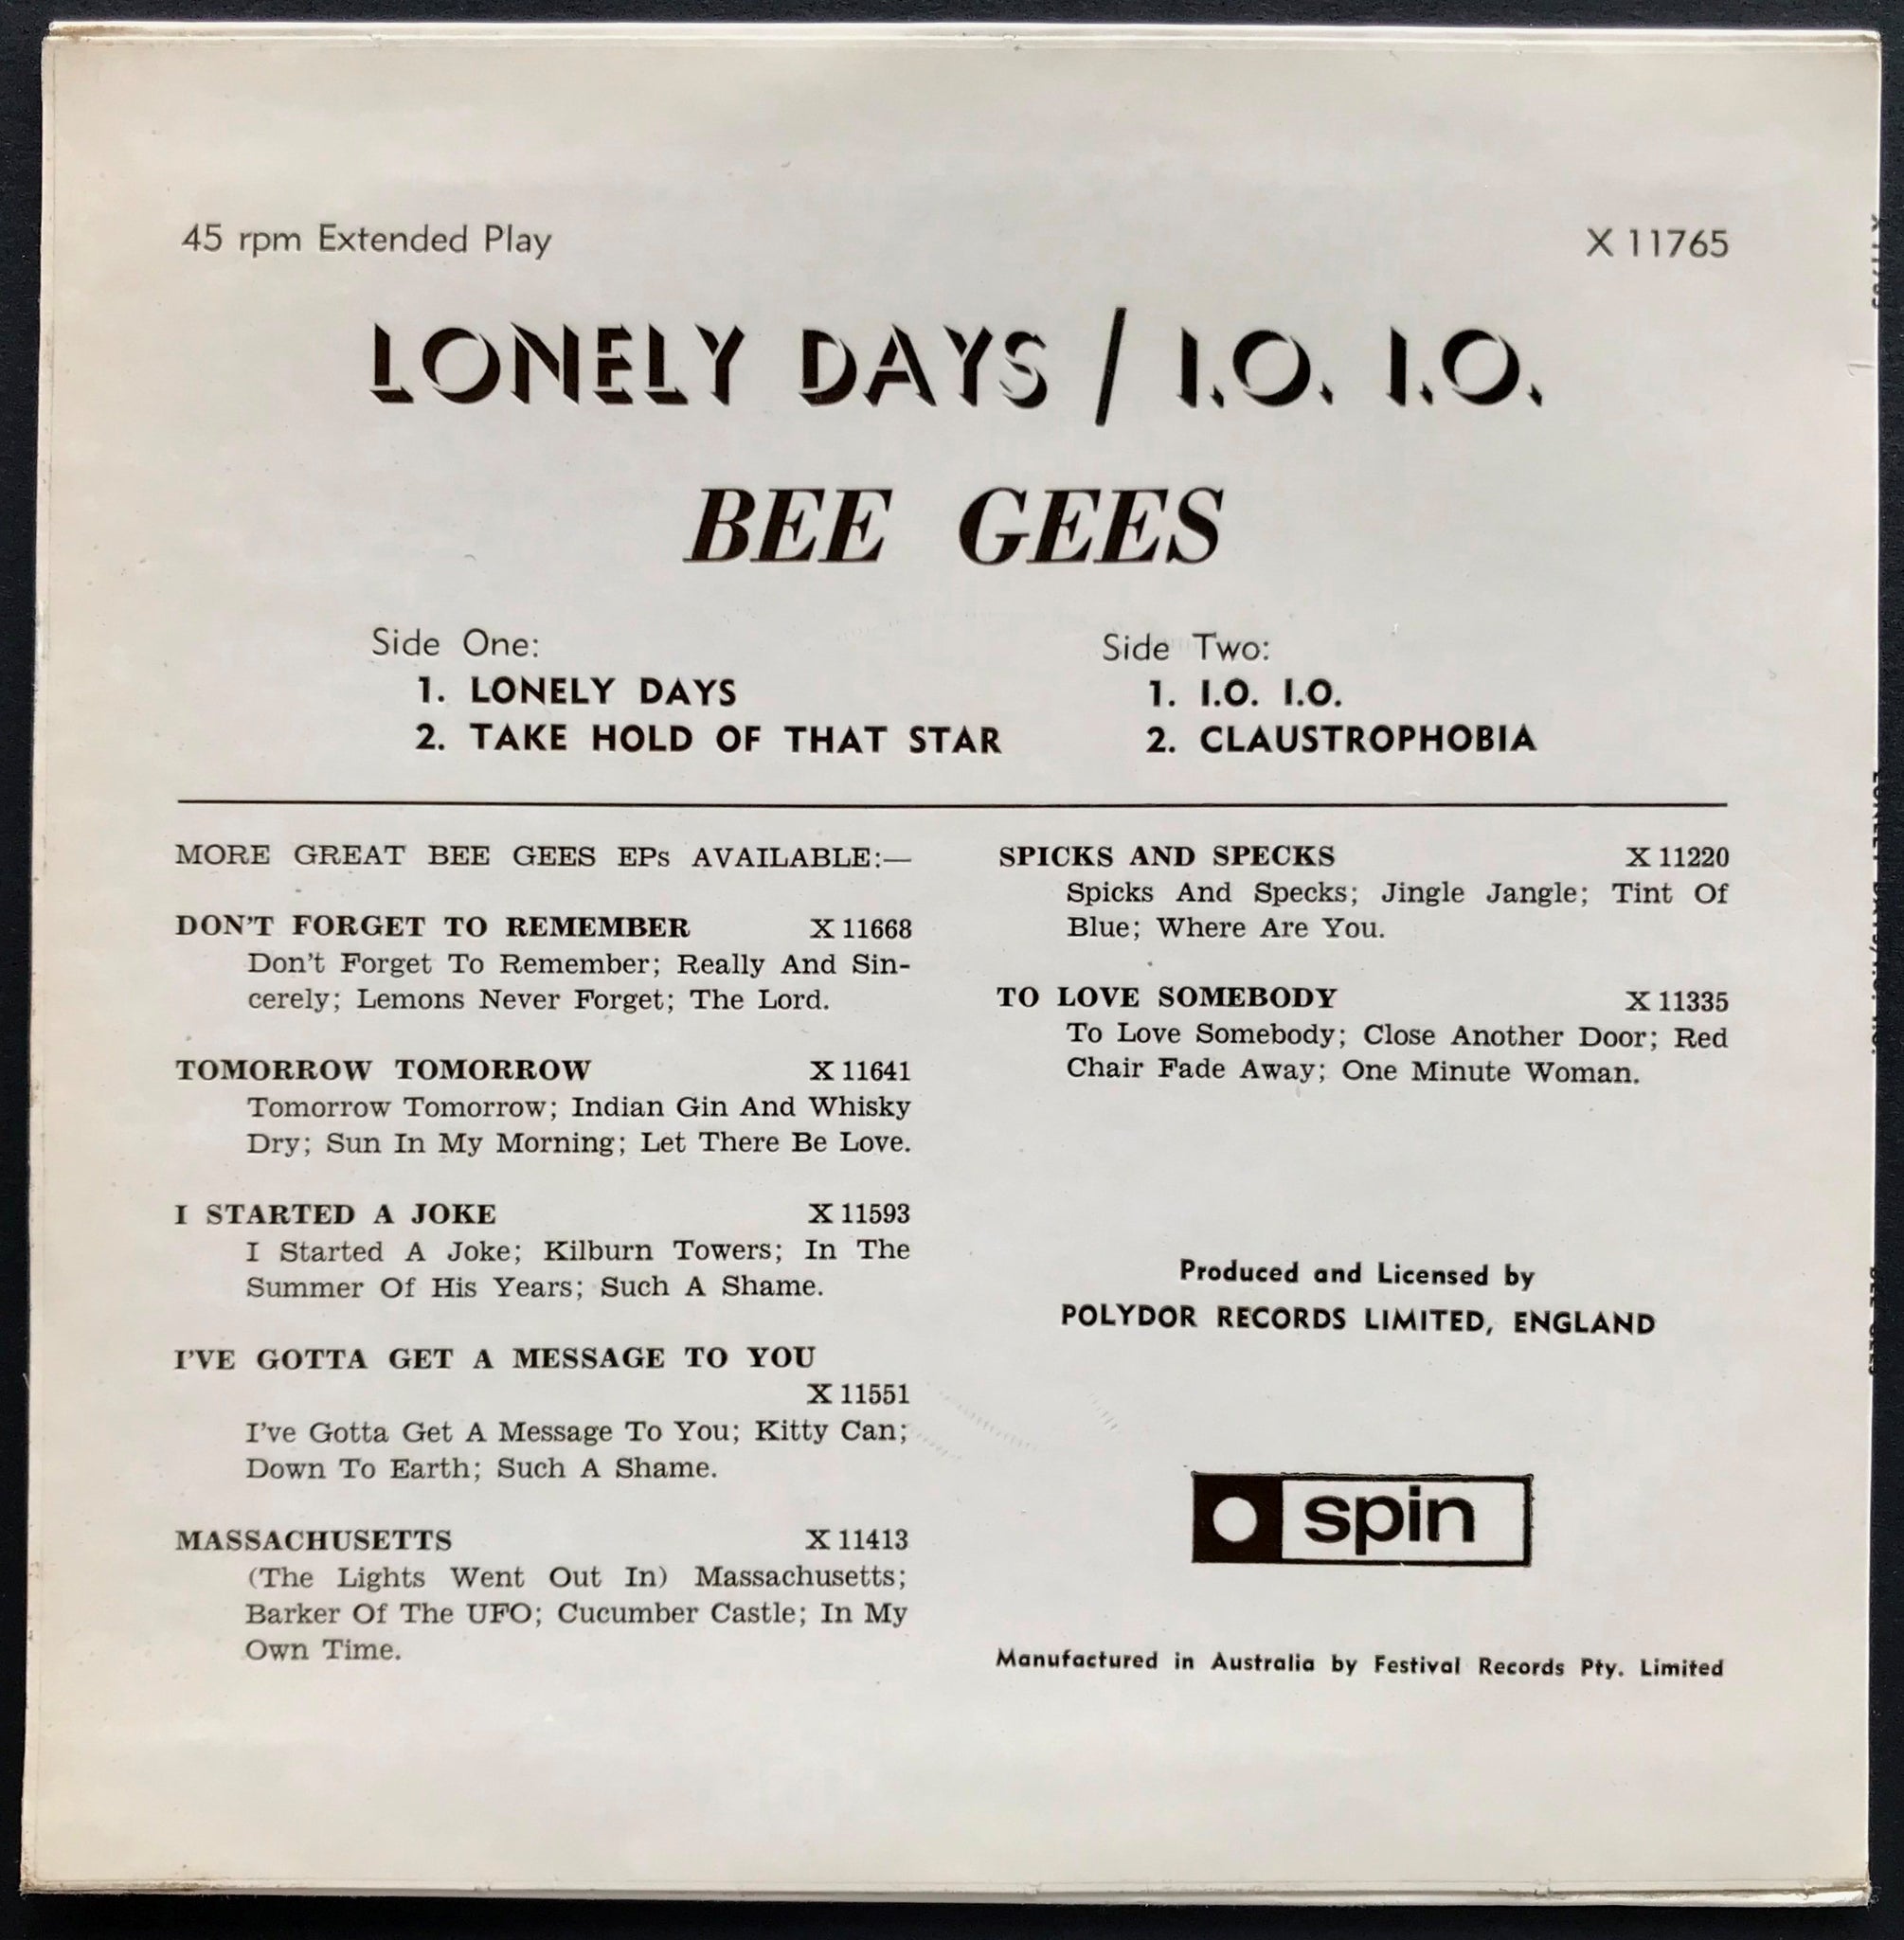 45 rpm Extended Play
X 11765
LONELY DAYS / I.O. I.O.
BEE GEES
Side One:
1. LONELY DAYS
2. TAKE HOLD OF THAT STAR
Side Two:
1. I.O. I.O.
2. CLAUSTROPHOBIA
MORE GREAT BEE GEES EPs AVAILABLE:—
DON'T FORGET TO REMEMBER X 11668
Don't Forget To Remember; Really And Sin-
cerely; Lemons Never Forget; The Lord.
TOMORROW TOMORROW X 11641
Tomorrow Tomorrow; Indian Gin And Whisky
Dry; Sun In My Morning; Let There Be Love.
I STARTED A JOKE X 11593
I Started A Joke; Kilburn Towers; In The
Summer Of His Years; Such A Shame.
I'VE GOTTA GET A MESSAGE TO YOU
X 11551
I've Gotta Get A Message To You; Kitty Can;
Down To Earth; Such A Shame.
MASSACHUSETTS X 11413
(The Lights Went Out In) Massachusetts;
Barker Of The UFO; Cucumber Castle; In My
Own Time.
SPICKS AND SPECKS X 11220
Spicks And Specks; Jingle Jangle; Tint Of
Blue; Where Are You.
TO LOVE SOMEBODY X 11335
To Love Somebody; Close Another Door; Red
Chair Fade Away; One Minute Woman.
Produced and Licensed by
POLYDOR RECORDS LIMITED, ENGLAND
spin
Manufactured in Australia by Festival Records Pty. Limited